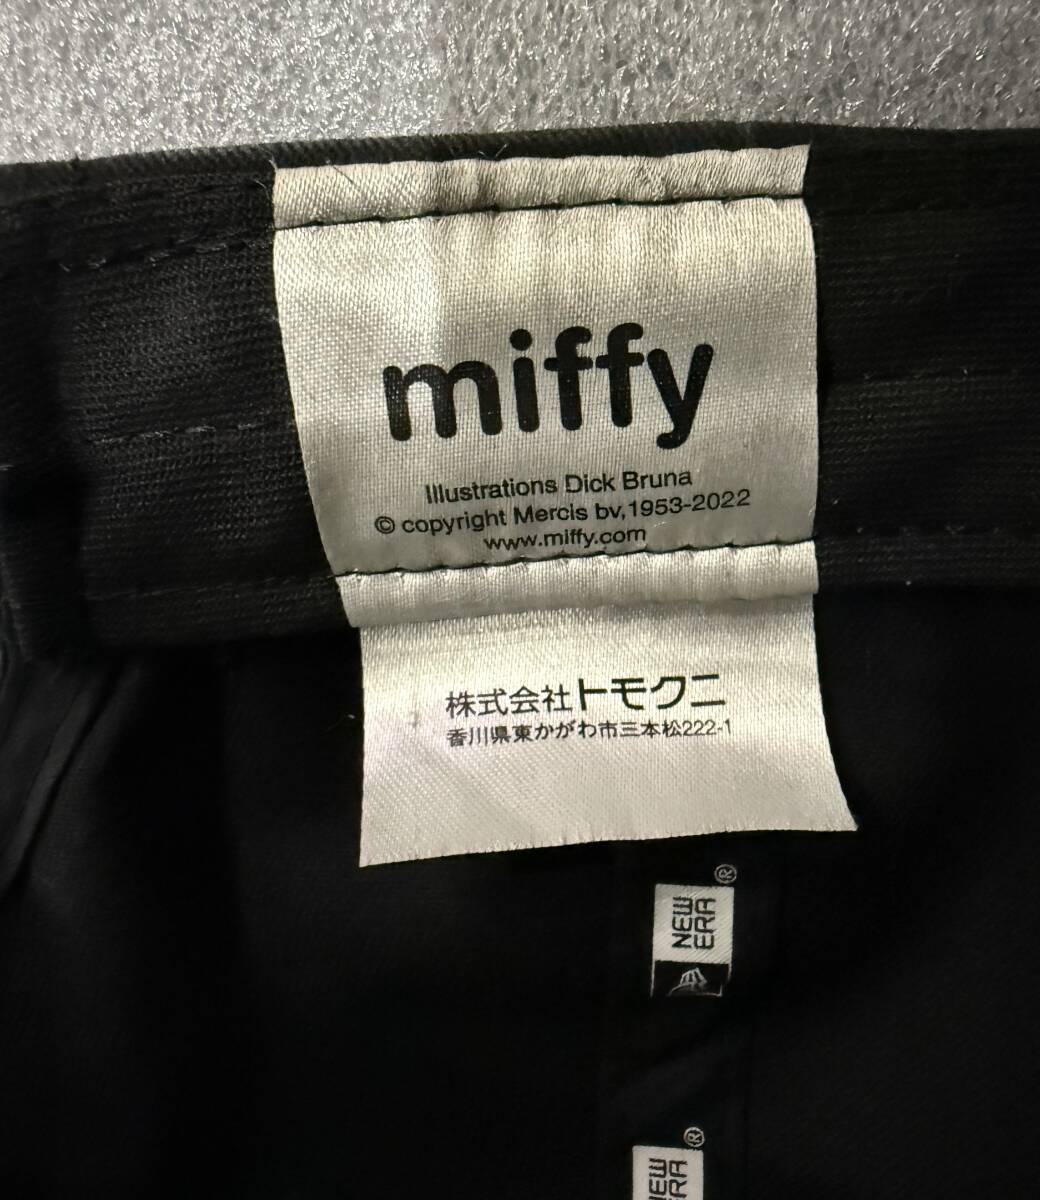 miffy
Illustrations Dick Bruna
© copyright Mercis bv,1953-2022
www.miffy.com
株式会社トモクニ
香川県東かがわ市三本松222-1
NEW ERA ®
NEW ERA ®